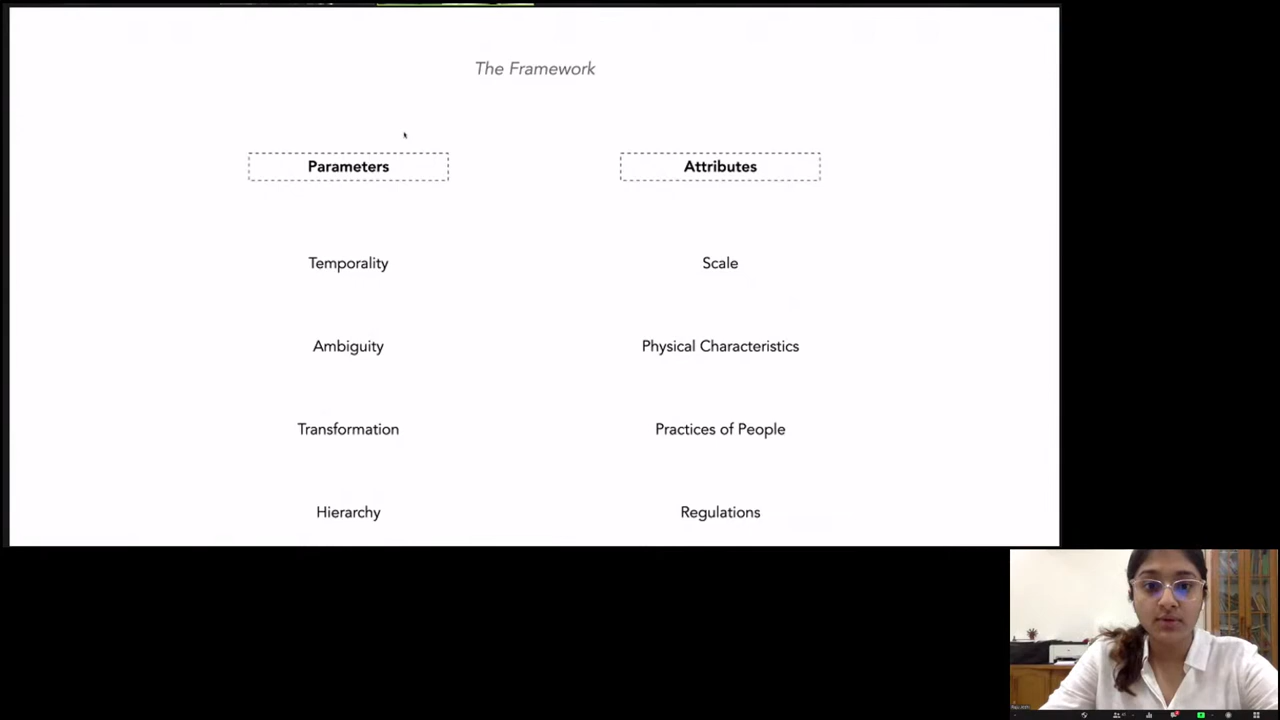 The Framework
Parameters
Attributes
Temporality
Scale
Ambiguity
Physical Characteristics
Transformation
Practices of People
Hierarchy
Regulations